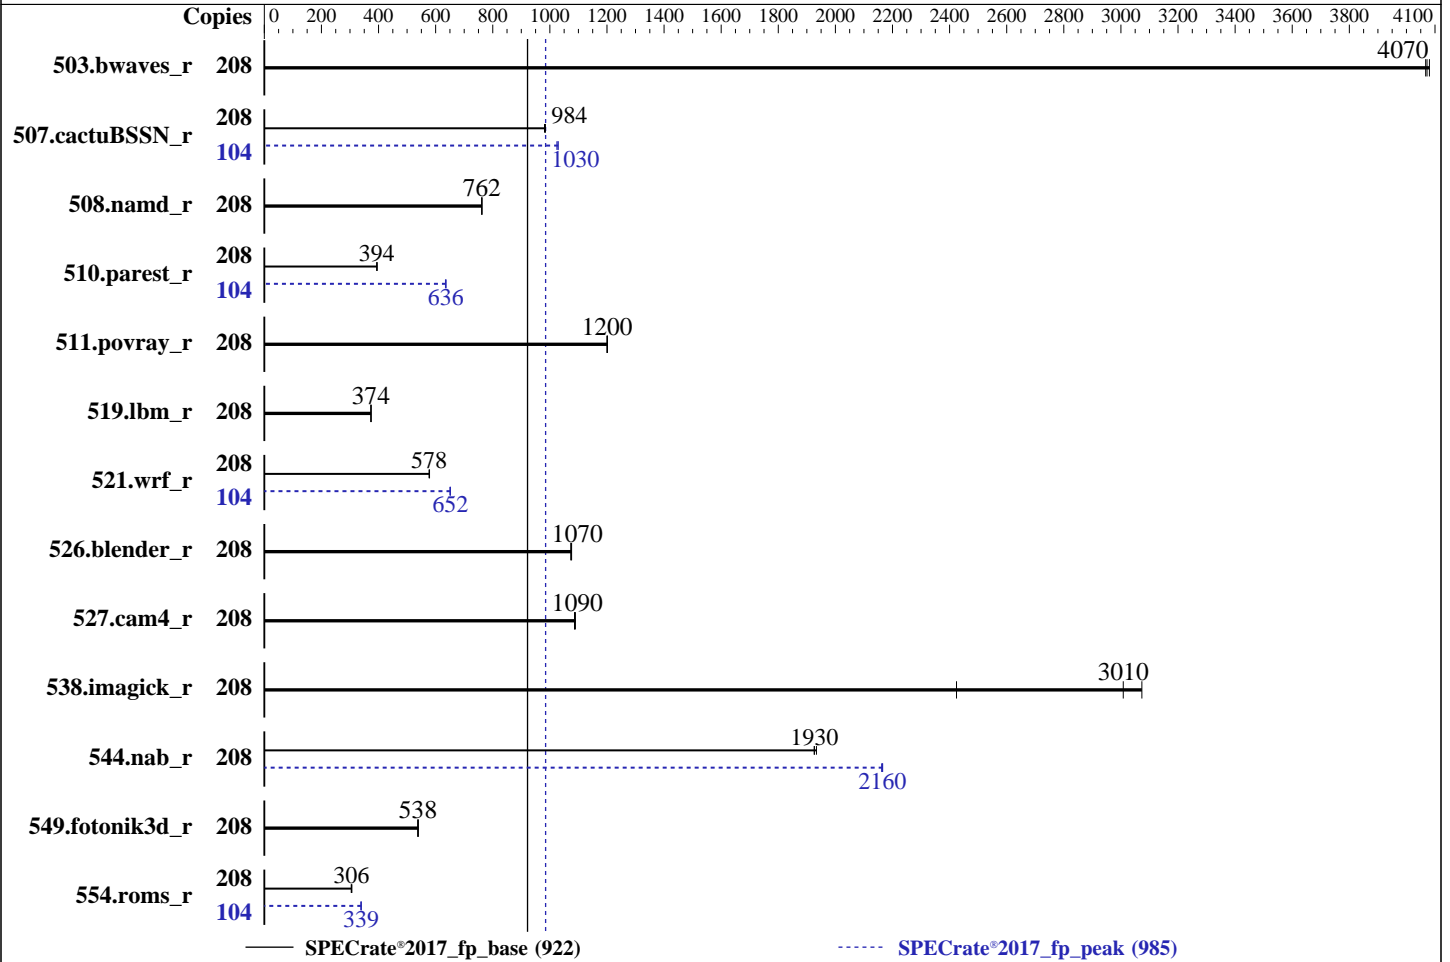 Copies 0 200 400 600 800 1000 1200 1400 1600 1800 2000 2200 2400 2600 2800 3000 3200 3400 3600 3800 4100
503.bwaves_r 208 4070
507.cactuBSSN_r 208 984
104 1030
508.namd_r 208 762
510.parest_r 208 394
104 636
511.povray_r 208 1200
519.lbm_r 208 374
521.wrf_r 208 578
104 652
526.blender_r 208 1070
527.cam4_r 208 1090
538.imagick_r 208 3010
544.nab_r 208 1930
2160
549.fotonik3d_r 208 538
554.roms_r 208 306
104 339
SPECrate®2017_fp_base (922) SPECrate®2017_fp_peak (985)